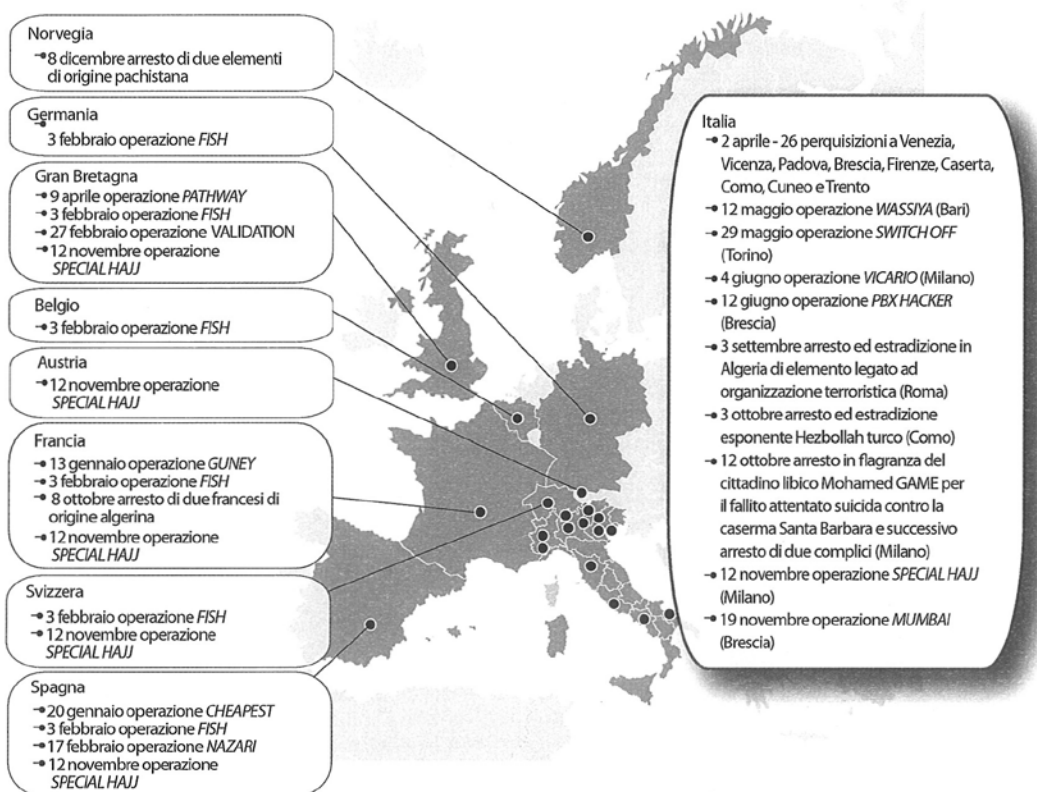 Norvegia
8 dicembre arresto di due elementi
di origine pachistana
Germania
3 febbraio operazione FISH
Gran Bretagna
9 aprile operazione PATHWAY
3 febbraio operazione FISH
27 febbraio operazione VALIDATION
12 novembre operazione
SPECIAL HAJJ
Belgio
3 febbraio operazione FISH
Austria
12 novembre operazione
SPECIAL HAJJ
Francia
13 gennaio operazione GUNEY
3 febbraio operazione FISH
8 ottobre arresto di due francesi di
origine algerina
12 novembre operazione
SPECIAL HAJJ
Svizzera
3 febbraio operazione FISH
12 novembre operazione
SPECIAL HAJJ
Spagna
20 gennaio operazione CHEAPEST
3 febbraio operazione FISH
17 febbraio operazione NAZARI
12 novembre operazione
SPECIAL HAJJ
Italia
2 aprile - 26 perquisizioni a Venezia,
Vicenza, Padova, Brescia, Firenze, Caserta,
Como, Cuneo e Trento
12 maggio operazione WASSIYA (Bari)
29 maggio operazione SWITCH OFF
(Torino)
4 giugno operazione VICARIO (Milano)
12 giugno operazione PBX HACKER
(Brescia)
3 settembre arresto ed estradizione in
Algeria di elemento legato ad
organizzazione terroristica (Roma)
3 ottobre arresto ed estradizione
esponente Hezbollah turco (Como)
12 ottobre arresto in flagranza del
cittadino libico Mohamed GAME per
il fallito attentato suicida contro la
caserma Santa Barbara e successivo
arresto di due complici (Milano)
12 novembre operazione SPECIAL HAJJ
(Milano)
19 novembre operazione MUMBAI
(Brescia)